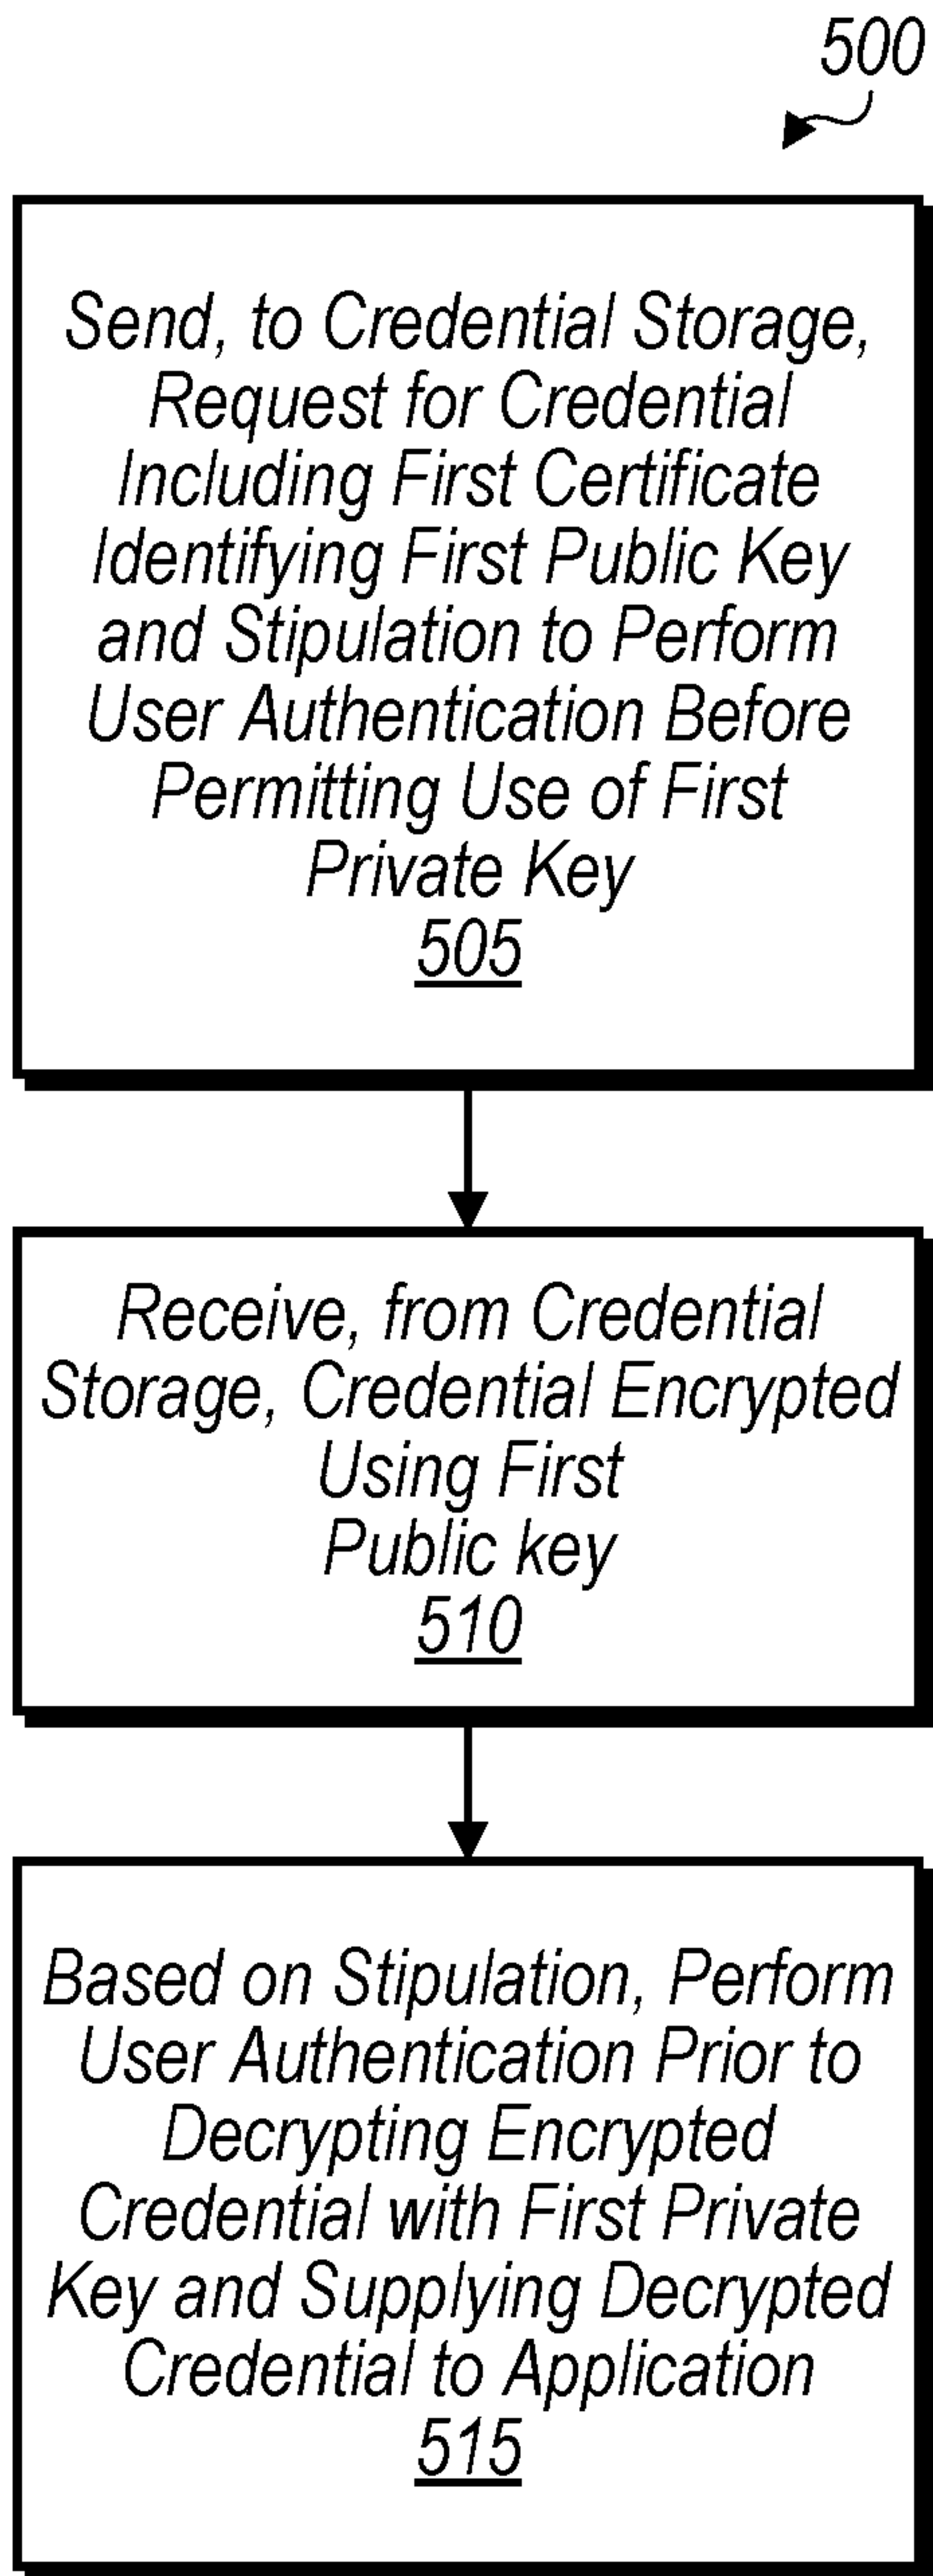 500
Send, to Credential Storage,
Request for Credential
Including First Certificate
Identifying First Public Key
and Stipulation to Perform
User Authentication Before
Permitting Use of First
Private Key
505
Receive, from Credential
Storage, Credential Encrypted
Using First
Public key
510
Based on Stipulation, Perform
User Authentication Prior to
Decrypting Encrypted
Credential with First Private
Key and Supplying Decrypted
Credential to Application
515